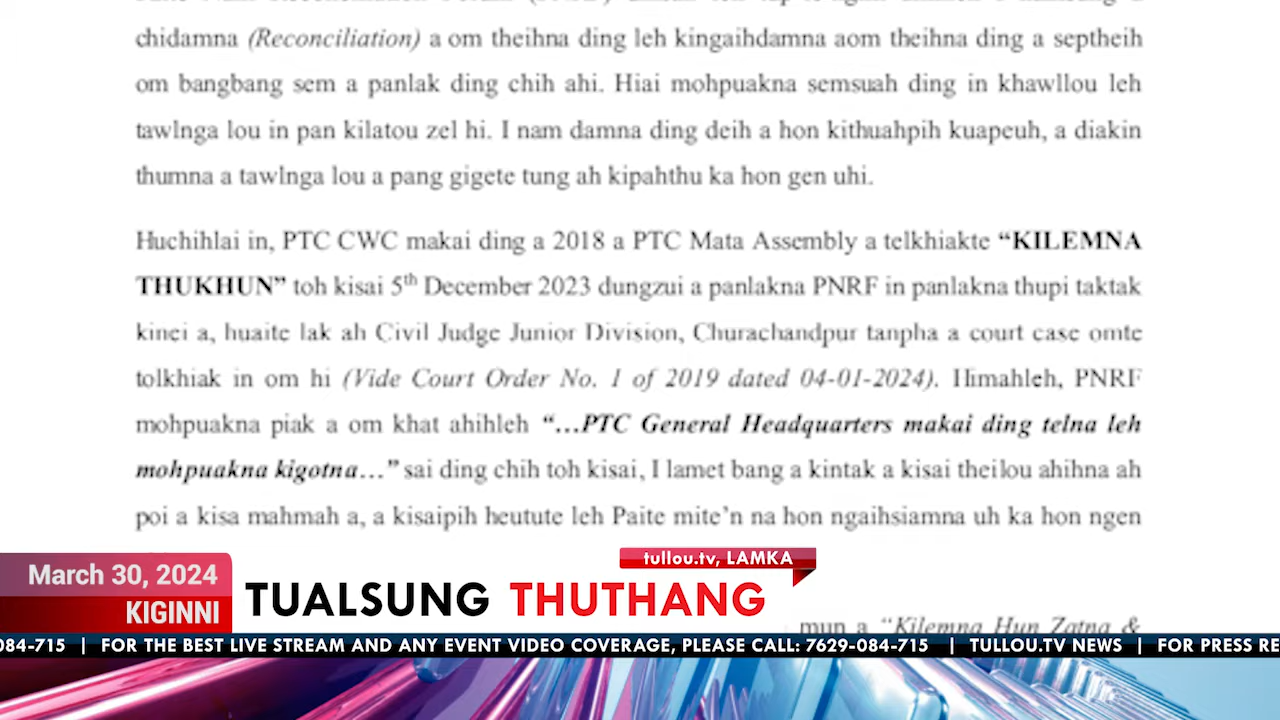 chidamna (Reconciliation) a om theihna ding leh kingaihdamna aom theihna ding a septheih
om bangbang sem a panlak ding chih ahi. Hiai mohpuakna semsuah ding in khawllou leh
tawlnga lou in pan kilatou zel hi. I nam damna ding deih a hon kithuahpih kuapeuh, a diakin
thumna a tawlnga lou a pang gigete tung ah kipahthu ka hon gen uhi.
Huchihlai in, PTC CWC makai ding a 2018 a PTC Mata Assembly a telkhiakte “KILEMNA
THUKHUN” toh kisai 5th December 2023 dungzui a panlakna PNRF in panlakna thupi taktak
kinei a, huaite lak ah Civil Judge Junior Division, Churachandpur tanpha a court case omte
tolkhiak in om hi (Vide Court Order No. 1 of 2019 dated 04-01-2024). Himahleh, PNRF
mohpuakna piak a om khat ahihleh “…PTC General Headquarters makai ding telna leh
mohpuakna kigotna…” sai ding chih toh kisai, I lamet bang a kintak a kisai theilou ahihna ah
poi a kisa mahmah a, a kisaipih heutute leh Paite mite’n na hon ngaihsiamna uh ka hon ngen
mun a “Kilemna Hun Zatna &
tullou.tv, LAMKA
March 30, 2024
KIGINNI
TUALSUNG THUTHANG
084-715 | FOR THE BEST LIVE STREAM AND ANY EVENT VIDEO COVERAGE, PLEASE CALL: 7629-084-715 | TULLOU.TV NEWS | FOR PRESS RE